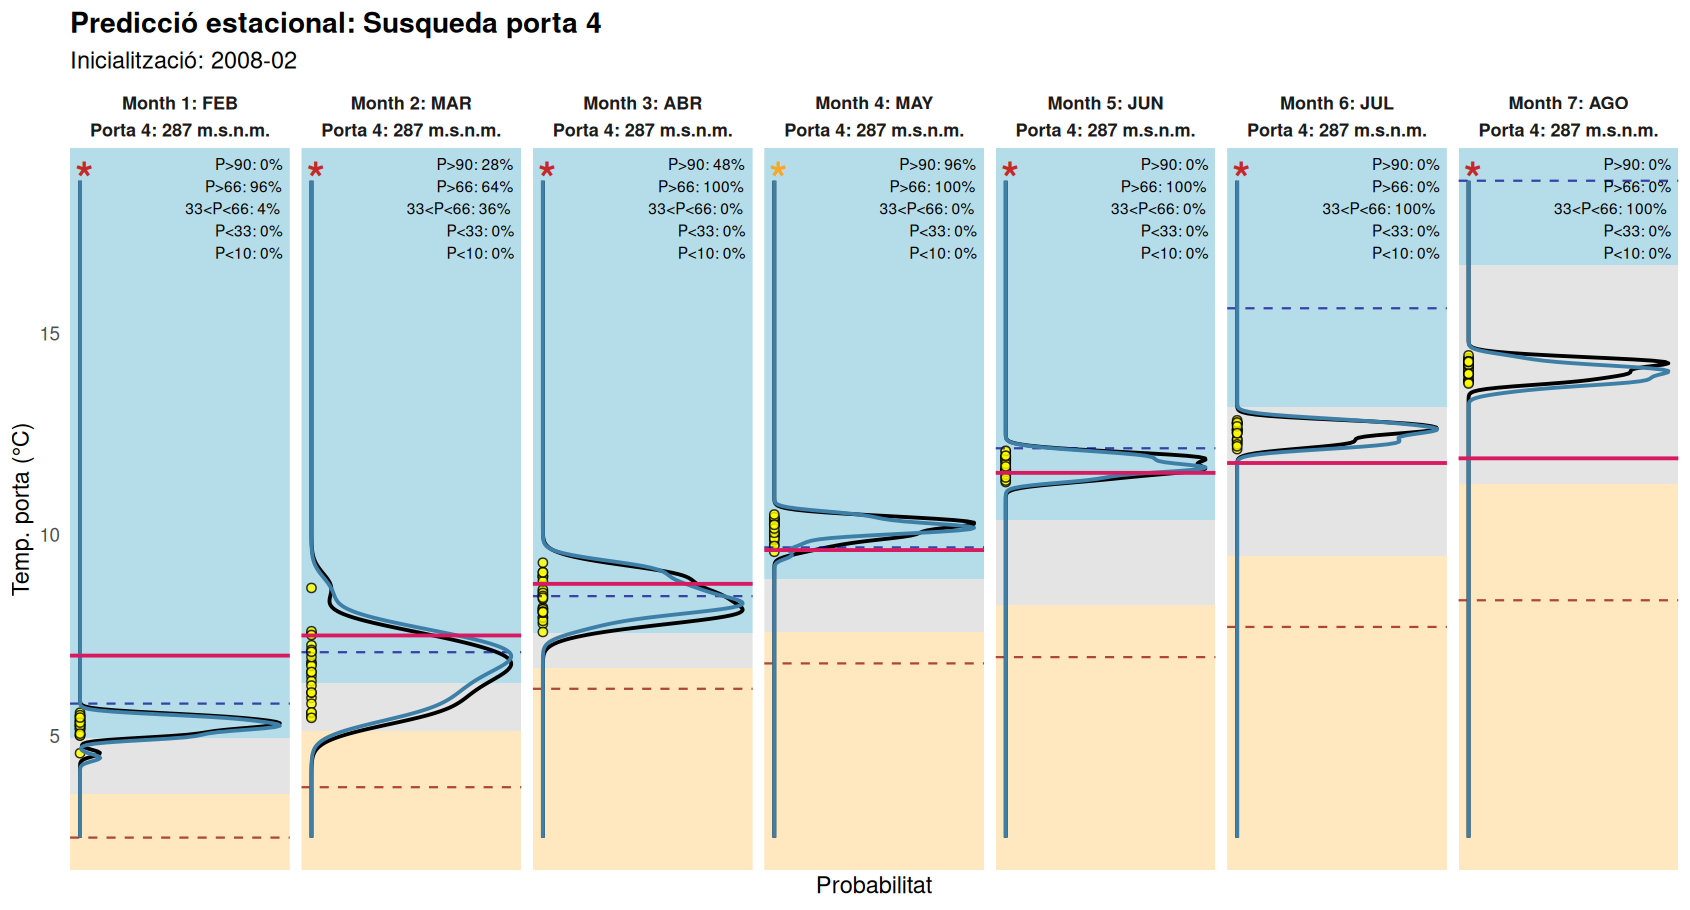 Predicció estacional: Susqueda porta 4
Inicialització: 2008-02
Month 1: FEB
Porta 4: 287 m.s.n.m.
Month 2: MAR
Porta 4: 287 m.s.n.m.
Month 3: ABR
Porta 4: 287 m.s.n.m.
Month 4: MAY
Porta 4: 287 m.s.n.m.
Month 5: JUN
Porta 4: 287 m.s.n.m.
Month 6: JUL
Porta 4: 287 m.s.n.m.
Month 7: AGO
Porta 4: 287 m.s.n.m.
*
P>90: 0%
P>66: 96%
33<P<66: 4%
P<33: 0%
P<10: 0%
*
P>90: 28%
P>66: 64%
33<P<66: 36%
P<33: 0%
P<10: 0%
*
P>90: 48%
P>66: 100%
33<P<66: 0%
P<33: 0%
P<10: 0%
*
P>90: 96%
P>66: 100%
33<P<66: 0%
P<33: 0%
P<10: 0%
*
P>90: 0%
P>66: 100%
33<P<66: 0%
P<33: 0%
P<10: 0%
*
P>90: 0%
P>66: 0%
33<P<66: 100%
P<33: 0%
P<10: 0%
*
P>90: 0%
P>66: 0%
33<P<66: 100%
P<33: 0%
P<10: 0%
15
10
5
Temp. porta (°C)
Probabilitat